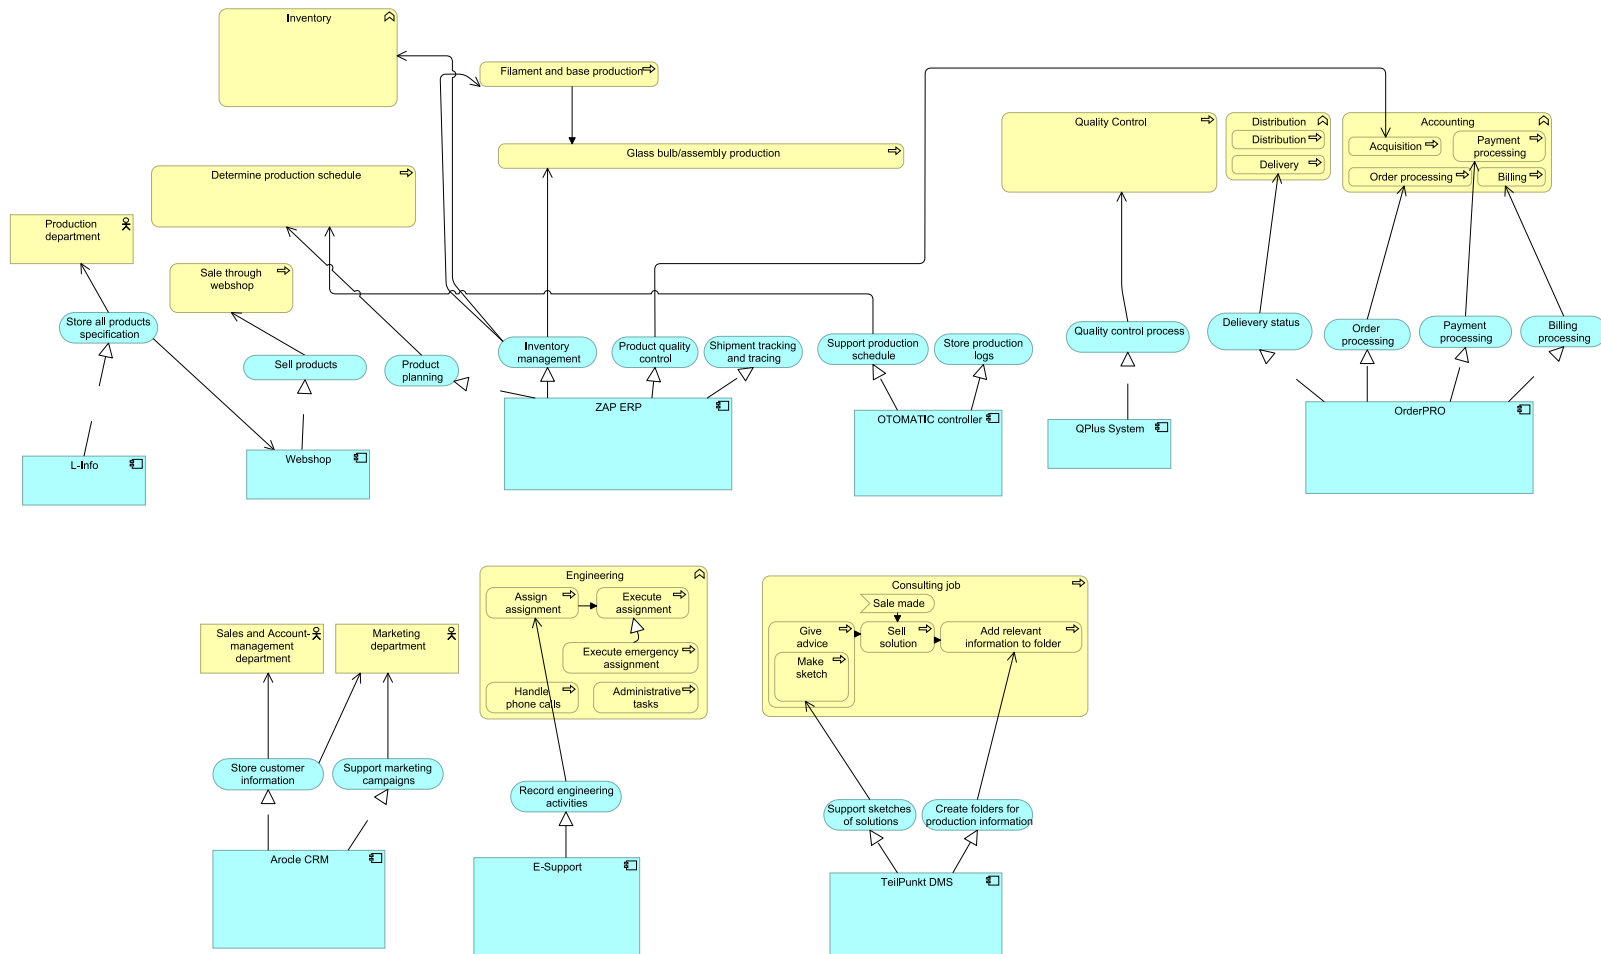 Inventory
Filament and base production
Glass bulb/assembly production
Quality Control
Distribution
Distribution
Delivery
Accounting
Acquisition
Payment
processing
Order processing
Billing
Determine production schedule
Production
department
Sale through
webshop
Store all products
specification
Sell products
Product
planning
Inventory
management
Product quality
control
Shipment tracking
and tracing
Support production
schedule
Store production
logs
Quality control process
Delievery status
Order
processing
Payment
processing
Billing
processing
L-Info
Webshop
ZAP ERP
OTOMATIC controller
QPlus System
OrderPRO
Engineering
Assign
assignment
Execute
assignment
Execute emergency
assignment
Handle
phone calls
Administrative
tasks
Consulting job
Sale made
Give
advice
Make
sketch
Sell
solution
Add relevant
information to folder
Sales and Account-
management
department
Marketing
department
Store customer
information
Support marketing
campaigns
Record engineering
activities
Support sketches
of solutions
Create folders for
production information
Arocle CRM
E-Support
TeilPunkt DMS